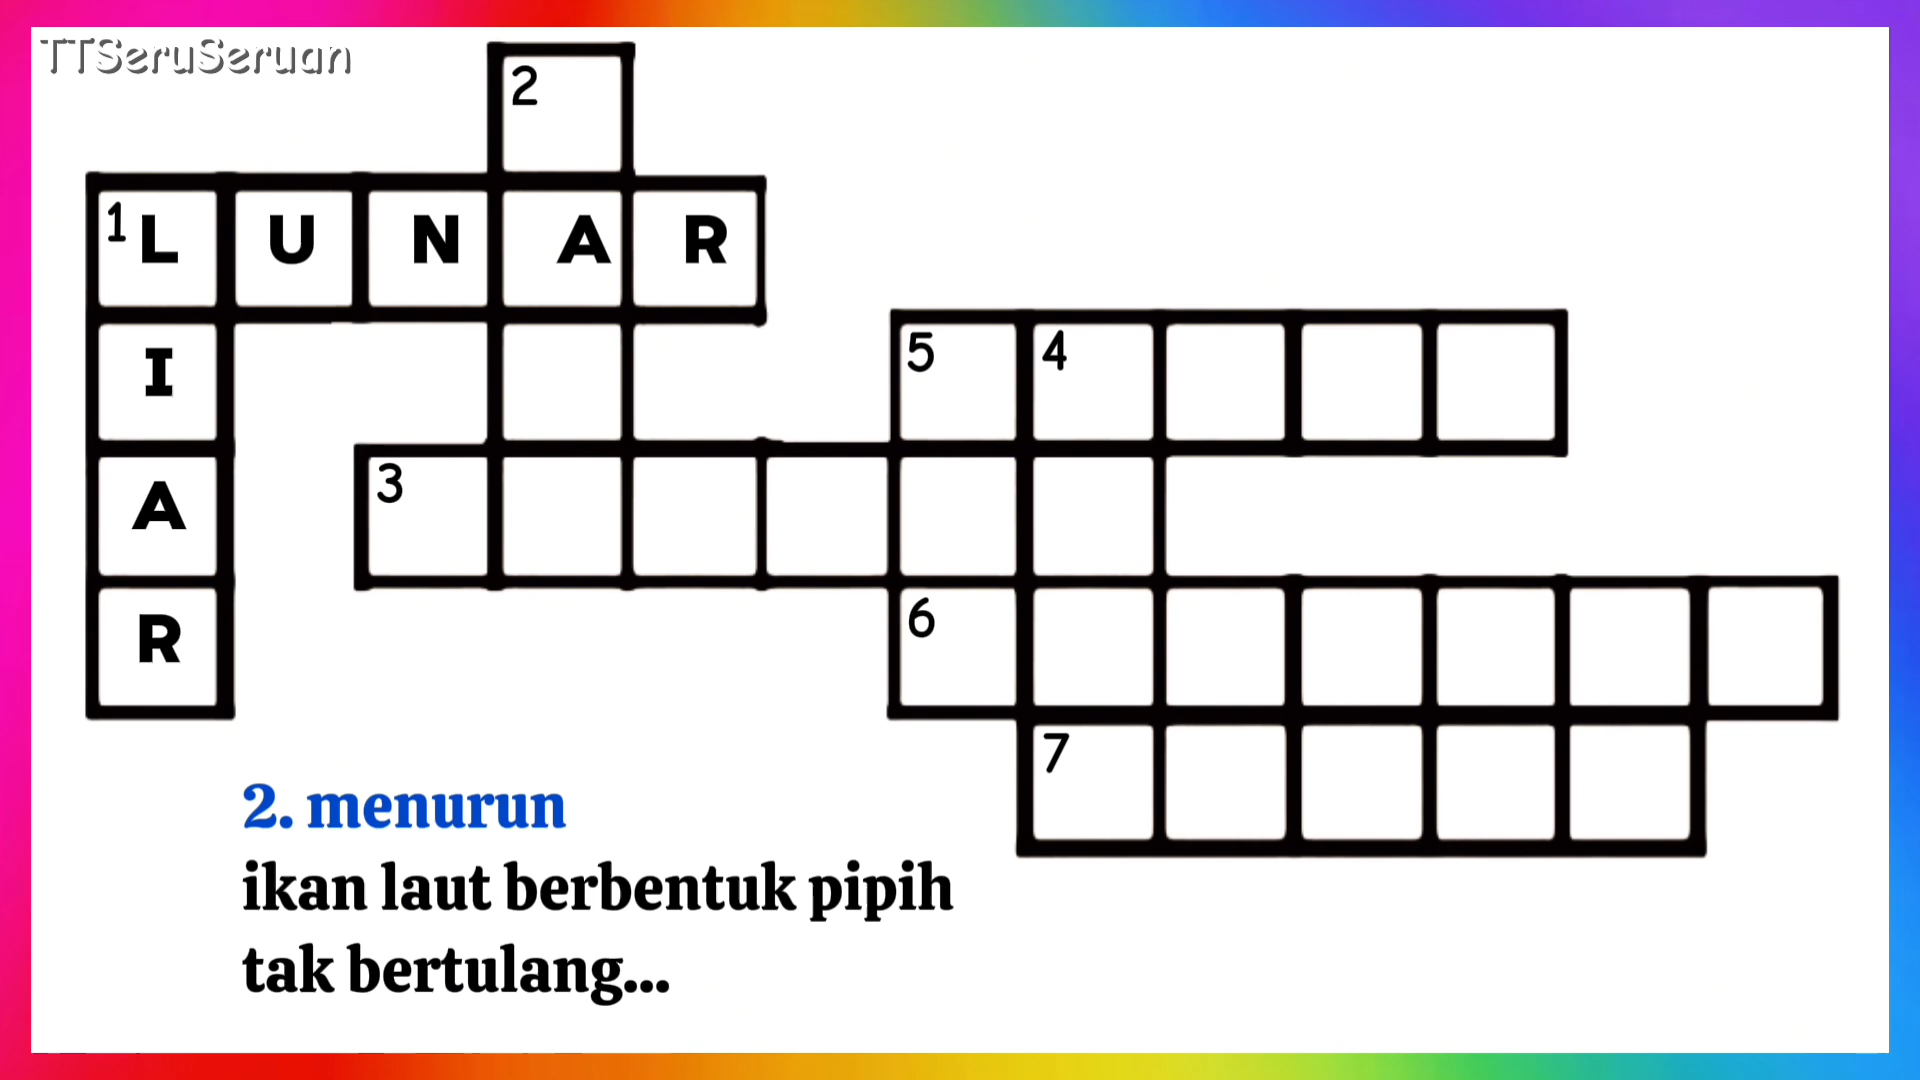 TTSeruSeruan
2
1 L U N A R
I 5 4
A 3
R 6
7
2. menurun
ikan laut berbentuk pipih
tak bertulang...